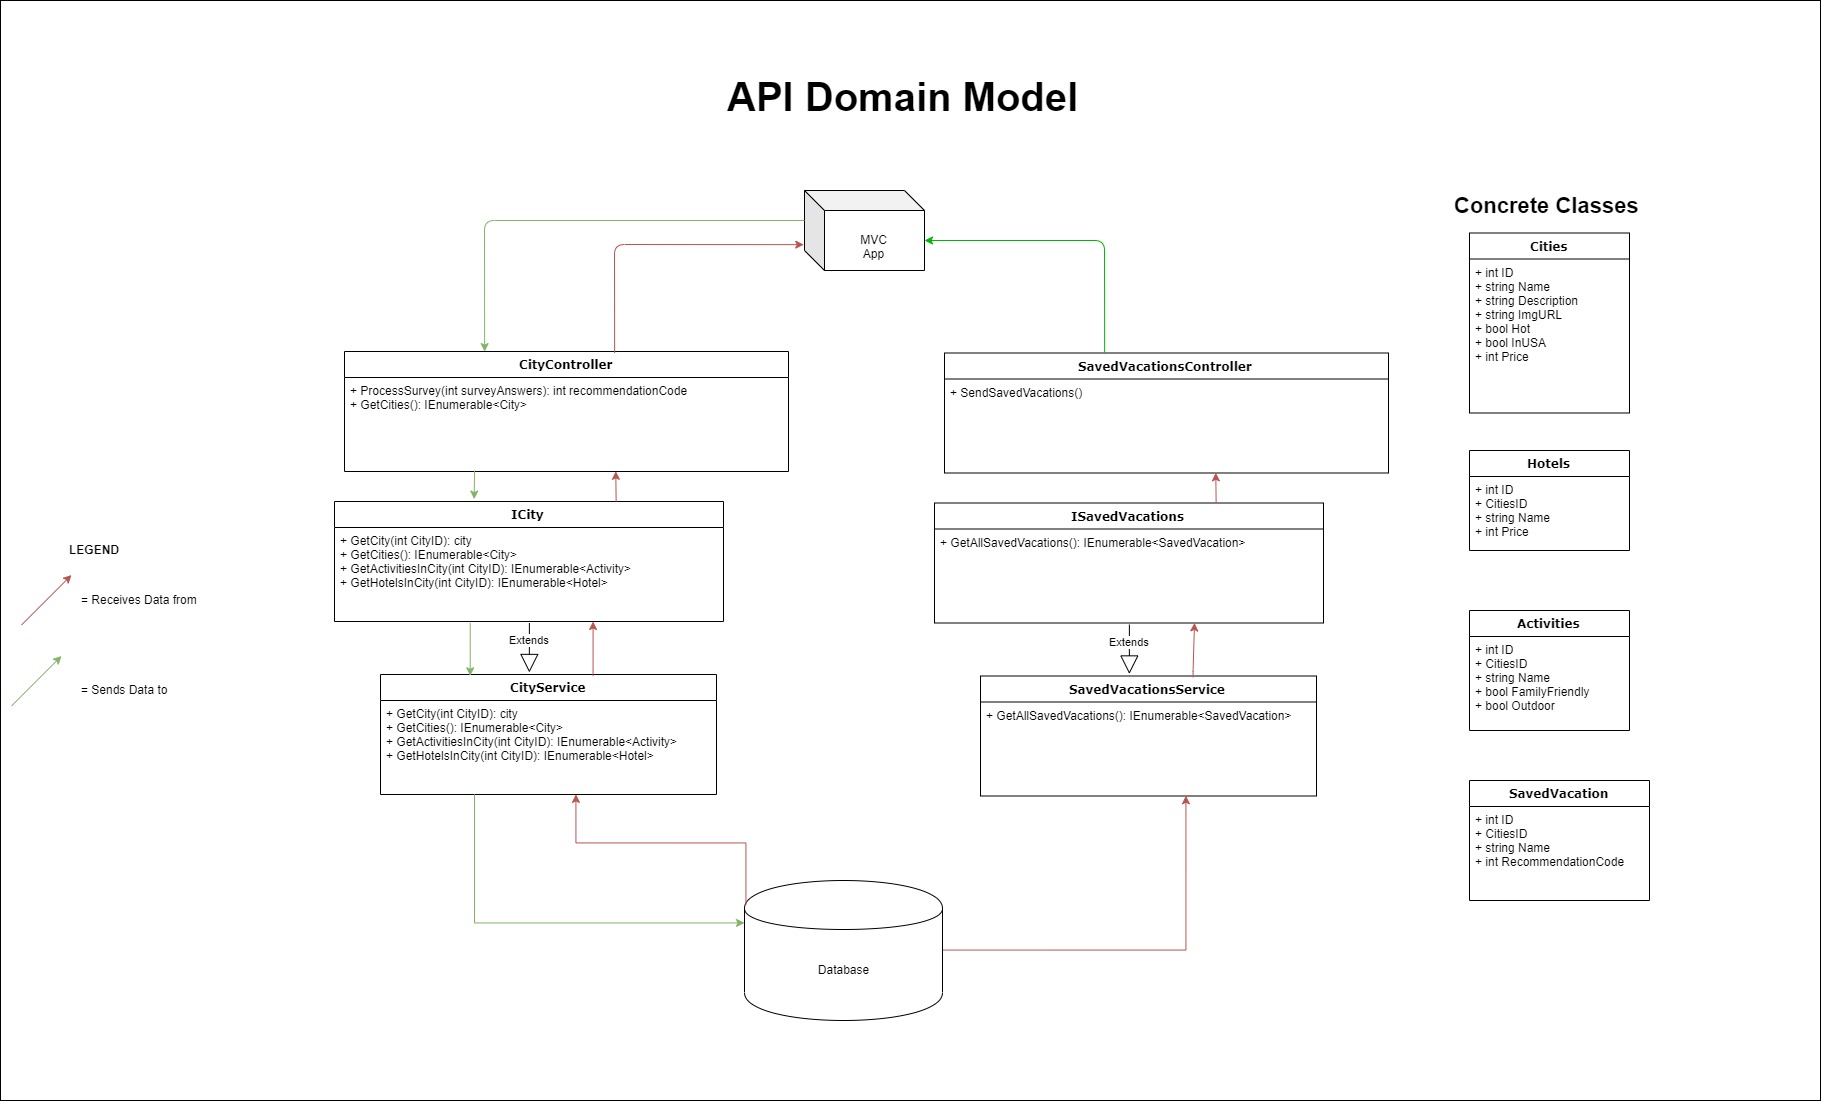 API Domain Model
MVC
App
CityController
+ ProcessSurvey(int surveyAnswers): int recommendationCode
+ GetCities(): IEnumerable<City>
ICity
+ GetCity(int CityID): city
+ GetCities(): IEnumerable<City>
+ GetActivitiesInCity(int CityID): IEnumerable<Activity>
+ GetHotelsInCity(int CityID): IEnumerable<Hotel>
Extends
CityService
+ GetCity(int CityID): city
+ GetCities(): IEnumerable<City>
+ GetActivitiesInCity(int CityID): IEnumerable<Activity>
+ GetHotelsInCity(int CityID): IEnumerable<Hotel>
SavedVacationsController
+ SendSavedVacations()
ISavedVacations
+ GetAllSavedVacations(): IEnumerable<SavedVacation>
Extends
SavedVacationsService
+ GetAllSavedVacations(): IEnumerable<SavedVacation>
Database
LEGEND
= Receives Data from
= Sends Data to
Concrete Classes
Cities
+ int ID
+ string Name
+ string Description
+ string ImgURL
+ bool Hot
+ bool InUSA
+ int Price
Hotels
+ int ID
+ CitiesID
+ string Name
+ int Price
Activities
+ int ID
+ CitiesID
+ string Name
+ bool FamilyFriendly
+ bool Outdoor
SavedVacation
+ int ID
+ CitiesID
+ string Name
+ int RecommendationCode